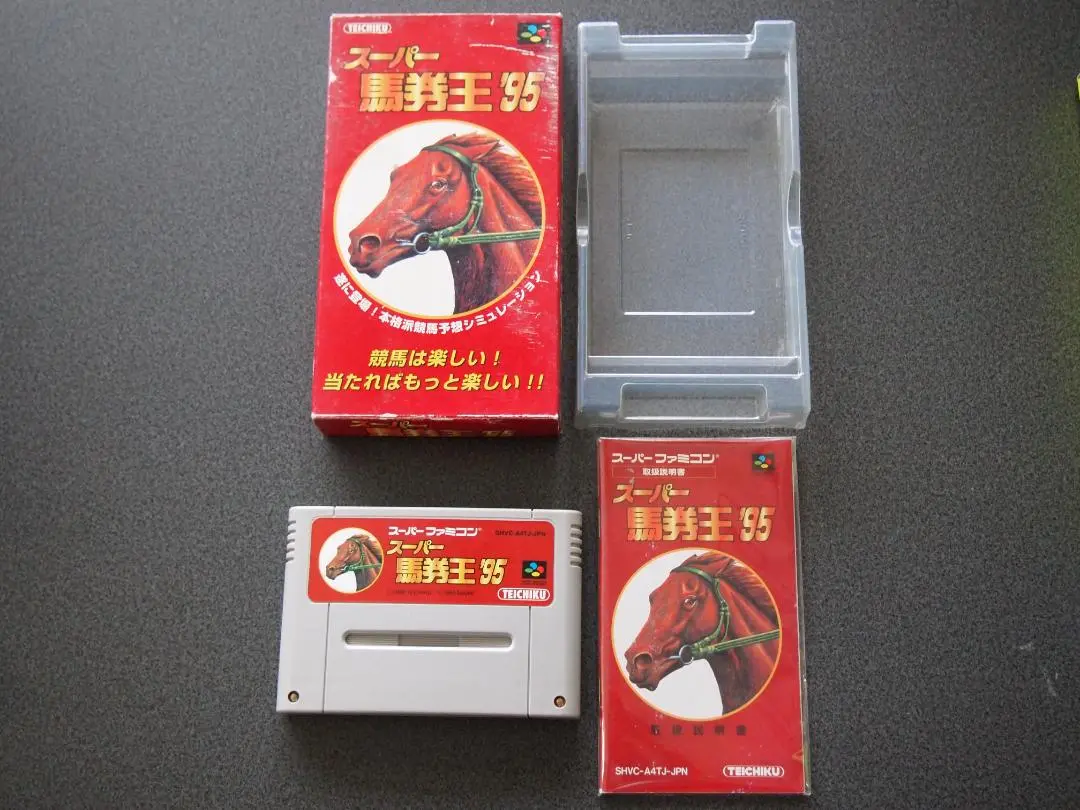 TEICHIKU
スーパー
馬券王'95
遂に登場!本格派競馬予想シミュレーション
競馬は楽しい!
当たればもっと楽しい!!
スーパー
馬券王'95
スーパーファミコン
取扱説明書
スーパー
馬券王'95
取扱説明書
SHVC-A4TJ-JPN
TEICHIKU
スーパーファミコン
SHVC-A4TJ-JPN
スーパー
馬券王'95
TEICHIKU